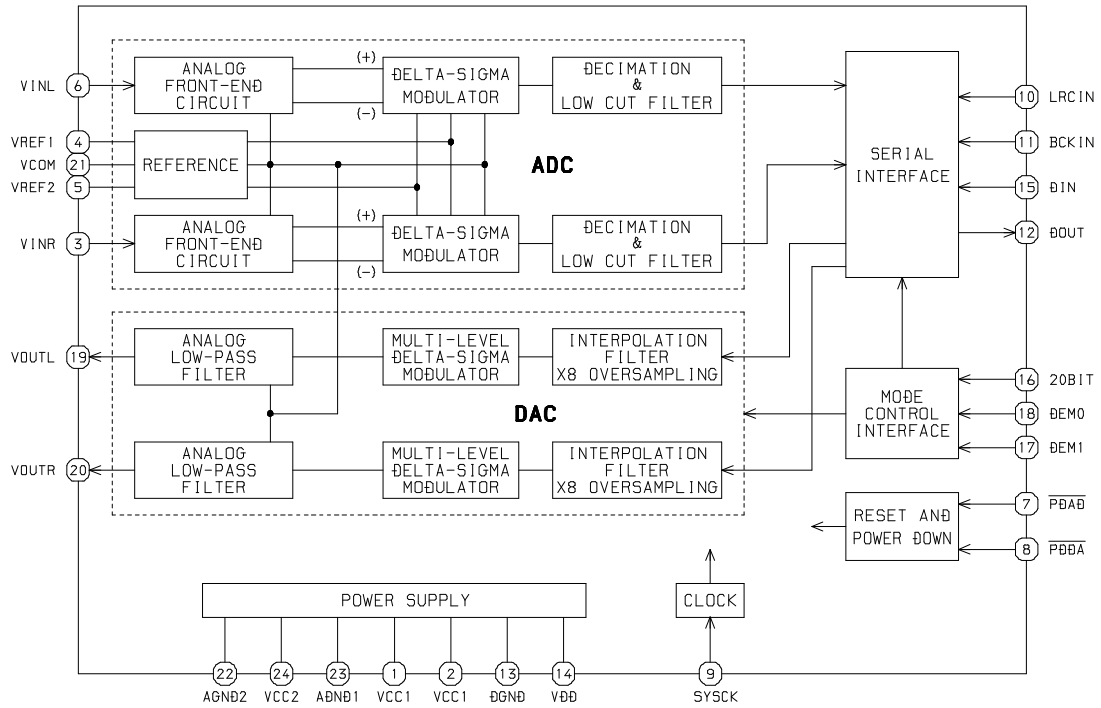 (+)
ANALOG
FRONT-END
CIRCUIT
DELTA-SIGMA
MODULATOR
DECIMATION
&
LOW CUT FILTER
VINL 6
(-)
10 LRCIN
VREF1 4
VCOM 21
VREF2 5
REFERENCE
ADC
SERIAL
INTERFACE
11 BCKIN
15 DIN
12 DOUT
(+)
VINR 3
ANALOG
FRONT-END
CIRCUIT
DELTA-SIGMA
MODULATOR
DECIMATION
&
LOW CUT FILTER
(-)
VOUTL 19
ANALOG
LOW-PASS
FILTER
MULTI-LEVEL
DELTA-SIGMA
MODULATOR
INTERPOLATION
FILTER
X8 OVERSAMPLING
DAC
MODE
CONTROL
INTERFACE
16 20BIT
18 DEM0
17 DEM1
VOUTR 20
ANALOG
LOW-PASS
FILTER
MULTI-LEVEL
DELTA-SIGMA
MODULATOR
INTERPOLATION
FILTER
X8 OVERSAMPLING
RESET AND
POWER DOWN
7 PDAD
8 PDDA
POWER SUPPLY
CLOCK
22 24 23 1 2 13 14 9
AGND2 VCC2 ADND1 VCC1 VCC1 DGND VDD SYSCK